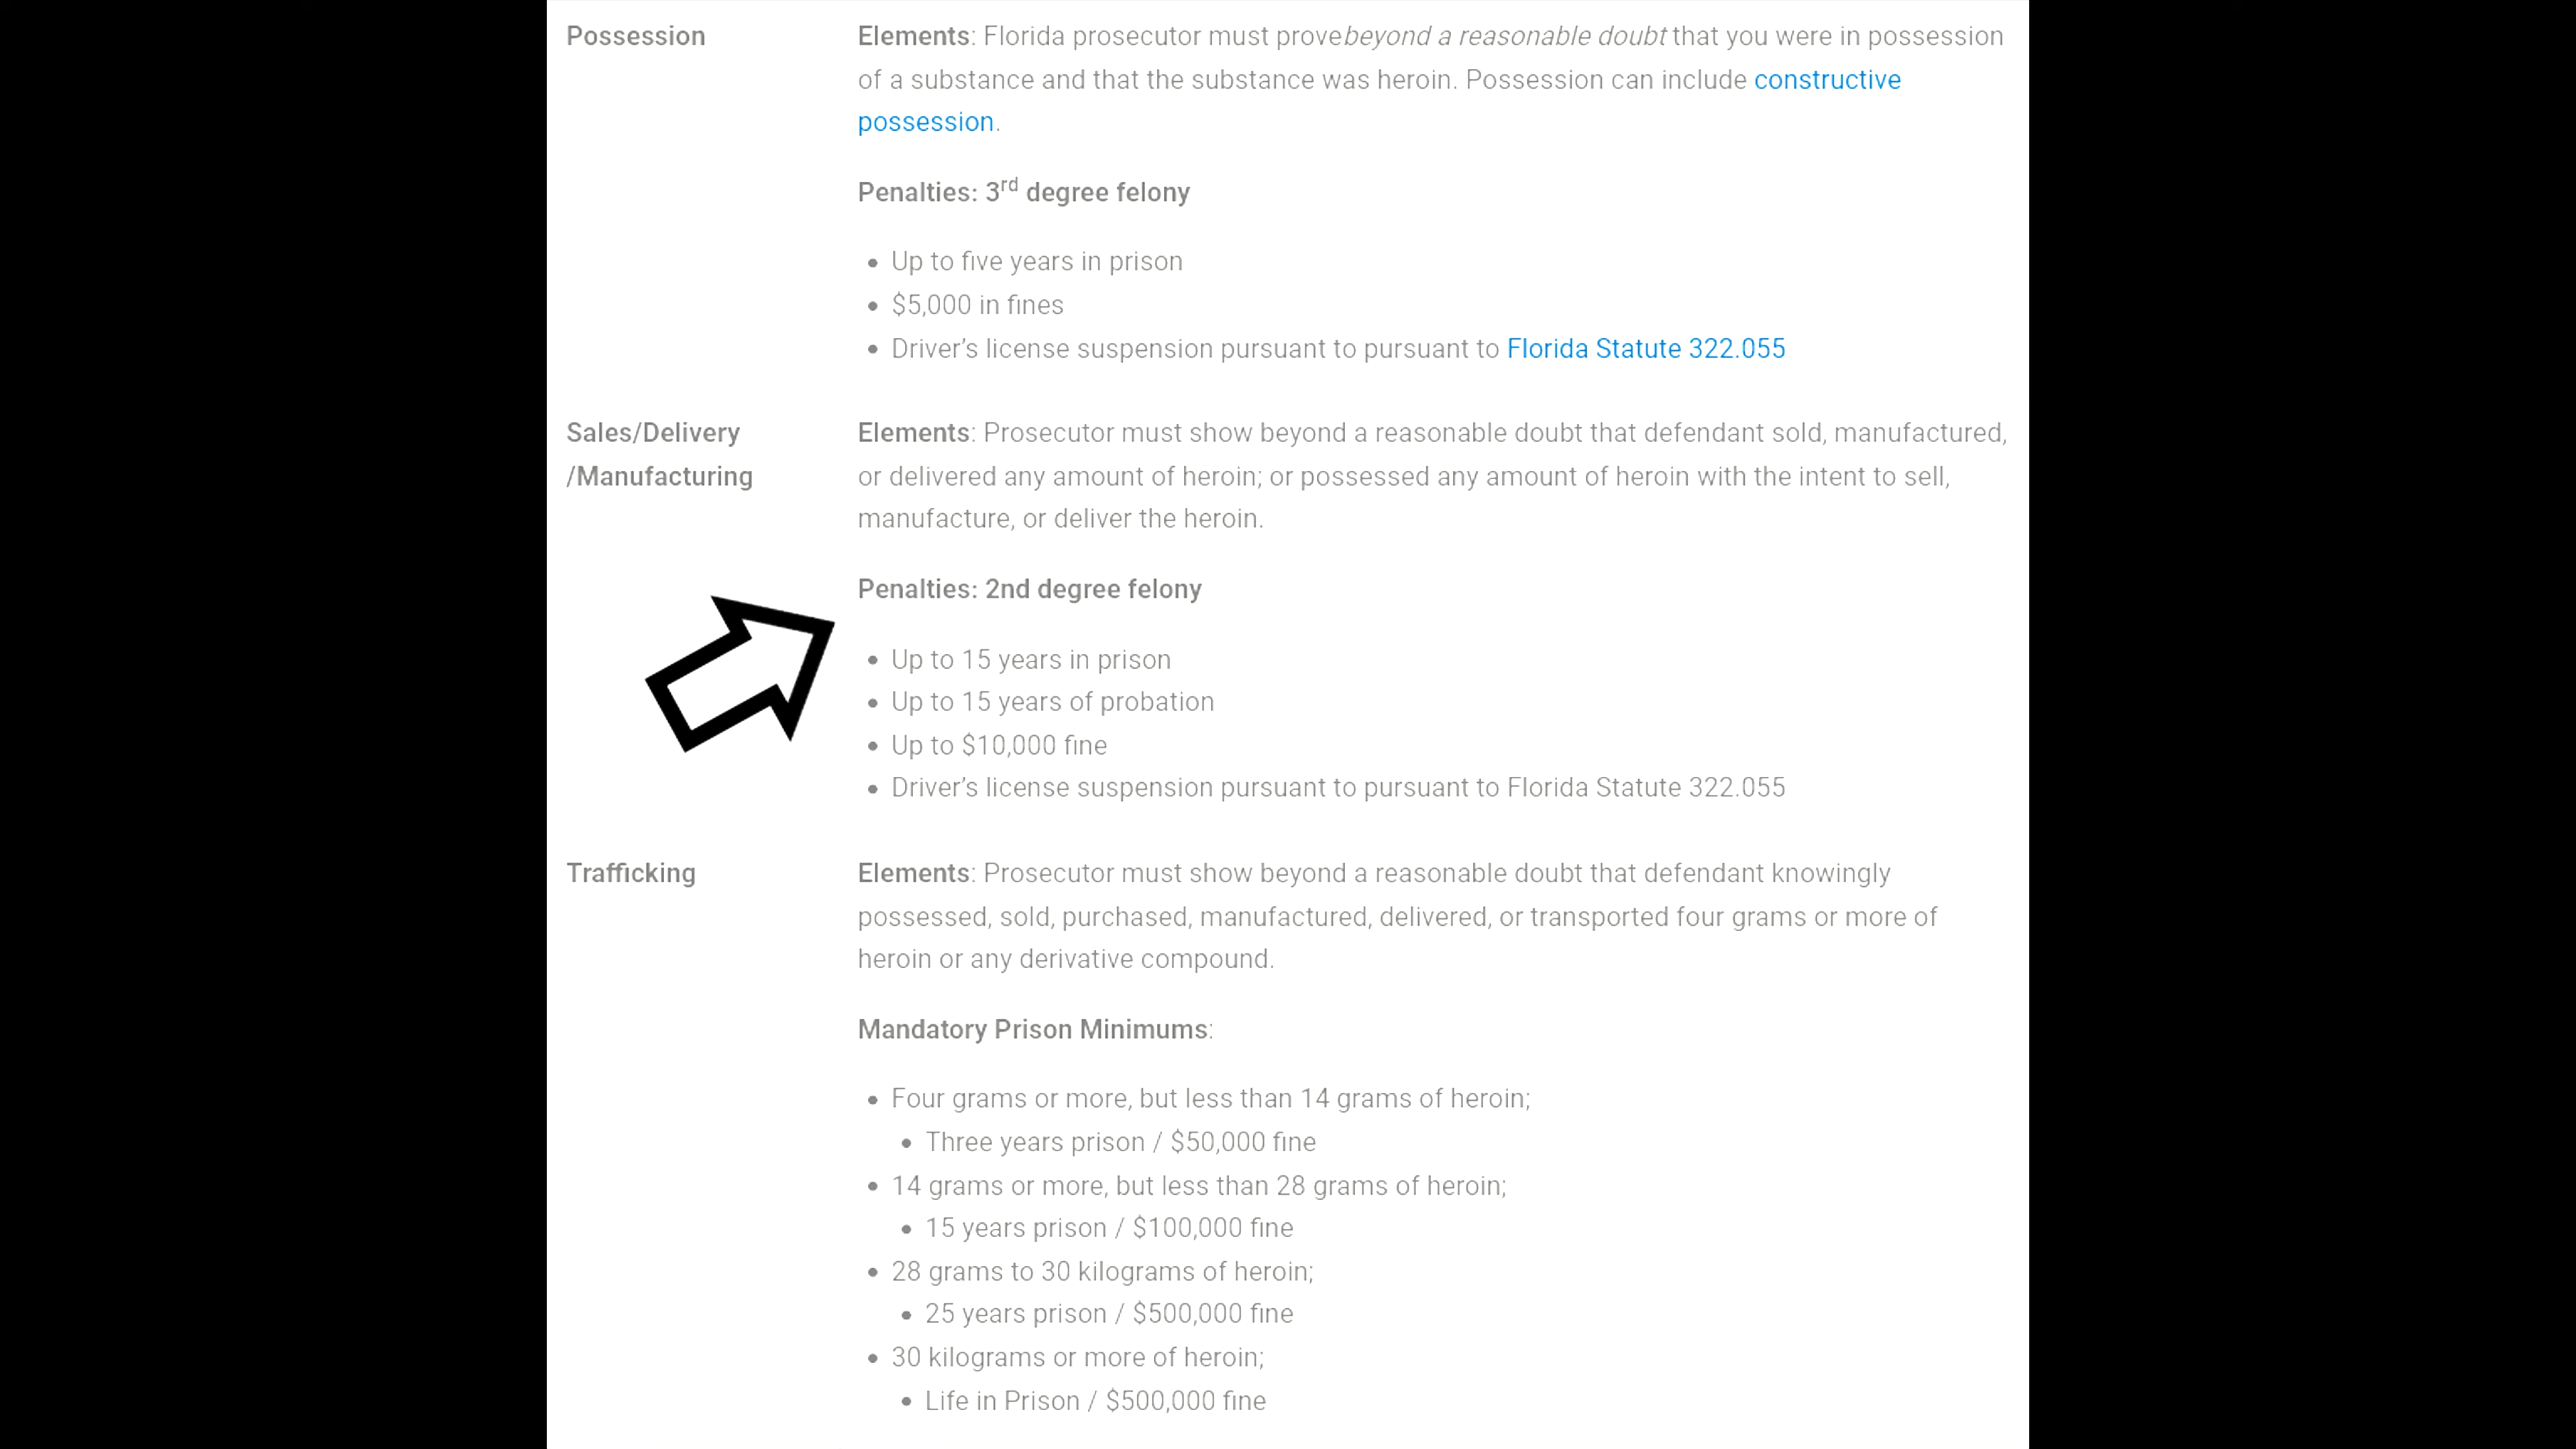 Possession
Elements: Florida prosecutor must prove beyond a reasonable doubt that you were in possession
of a substance and that the substance was heroin. Possession can include constructive
possession.
Penalties: 3rd degree felony
• Up to five years in prison
• $5,000 in fines
• Driver’s license suspension pursuant to pursuant to Florida Statute 322.055
Sales/Delivery
/Manufacturing
Elements: Prosecutor must show beyond a reasonable doubt that defendant sold, manufactured,
or delivered any amount of heroin; or possessed any amount of heroin with the intent to sell,
manufacture, or deliver the heroin.
Penalties: 2nd degree felony
• Up to 15 years in prison
• Up to 15 years of probation
• Up to $10,000 fine
• Driver’s license suspension pursuant to pursuant to Florida Statute 322.055
Trafficking
Elements: Prosecutor must show beyond a reasonable doubt that defendant knowingly
possessed, sold, purchased, manufactured, delivered, or transported four grams or more of
heroin or any derivative compound.
Mandatory Prison Minimums:
• Four grams or more, but less than 14 grams of heroin;
• Three years prison / $50,000 fine
• 14 grams or more, but less than 28 grams of heroin;
• 15 years prison / $100,000 fine
• 28 grams to 30 kilograms of heroin;
• 25 years prison / $500,000 fine
• 30 kilograms or more of heroin;
• Life in Prison / $500,000 fine